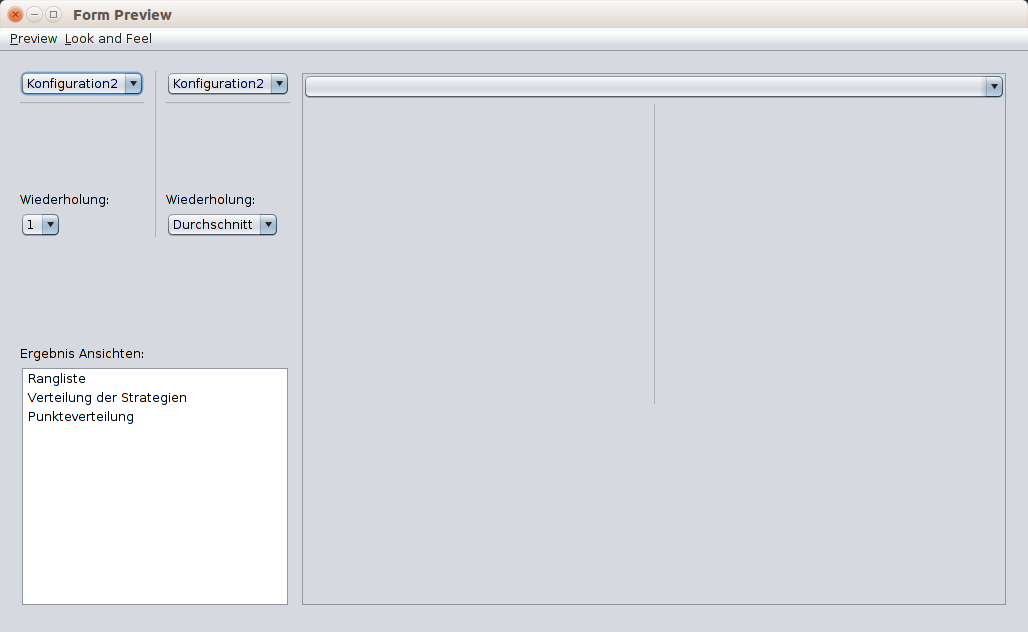 Form Preview
Preview Look and Feel
Konfiguration2 Konfiguration2
Wiederholung: Wiederholung:
1 Durchschnitt
Ergebnis Ansichten:
Rangliste
Verteilung der Strategien
Punkteverteilung